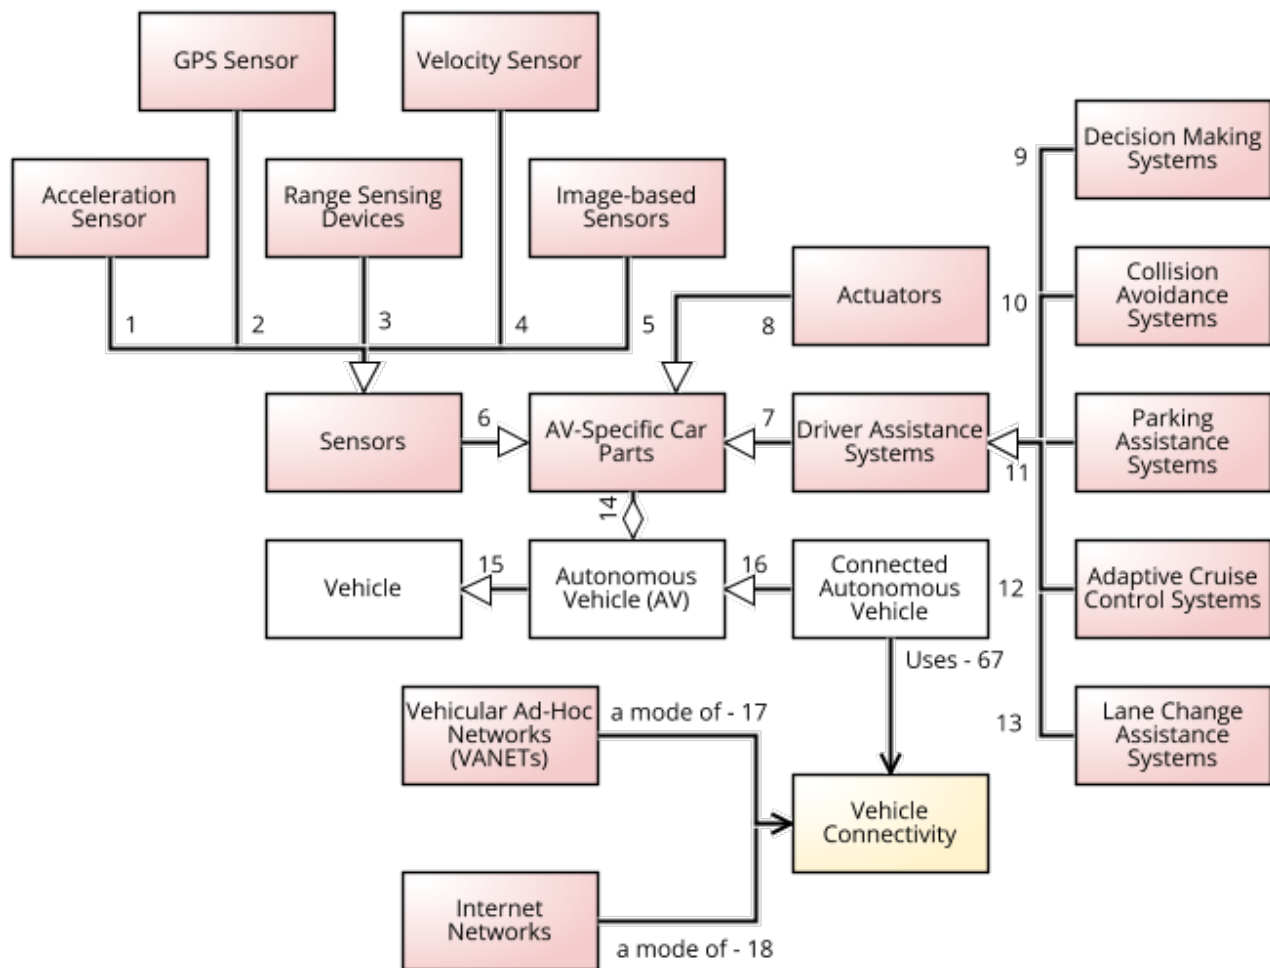 GPS Sensor
Velocity Sensor
Acceleration
Sensor
Range Sensing
Devices
Image-based
Sensors
Decision Making
Systems
9
Collision
Avoidance
Systems
10
Actuators
1
2
3
4
5
8
Sensors
6
AV-Specific Car
Parts
7
Driver Assistance
Systems
11
Parking
Assistance
Systems
14
Vehicle
15
Autonomous
Vehicle (AV)
16
Connected
Autonomous
Vehicle
12
Adaptive Cruise
Control Systems
Uses - 67
13
Lane Change
Assistance
Systems
Vehicular Ad-Hoc
Networks
(VANETs)
a mode of - 17
Vehicle
Connectivity
Internet
Networks
a mode of - 18